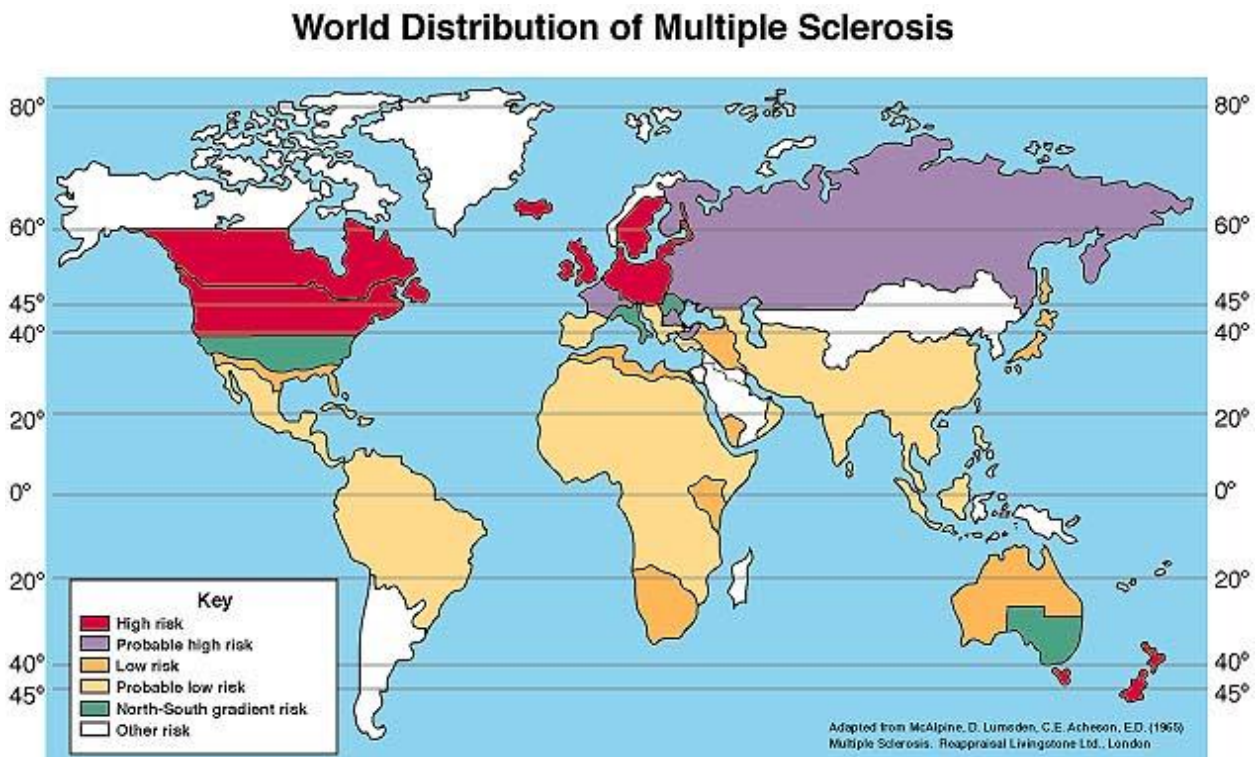 World Distribution of Multiple Sclerosis
80°
80°
60°
60°
45°
45°
40°
40°
20°
20°
0°
0°
20°
20°
40°
40°
45°
45°
Key
High risk
Probable high risk
Low risk
Probable low risk
North-South gradient risk
Other risk
Adapted from McAlpine, D. Lumsden, C.E. Acheson, E.D. (1965)
Multiple Sclerosis. Reappraisal Livingstone Ltd., London